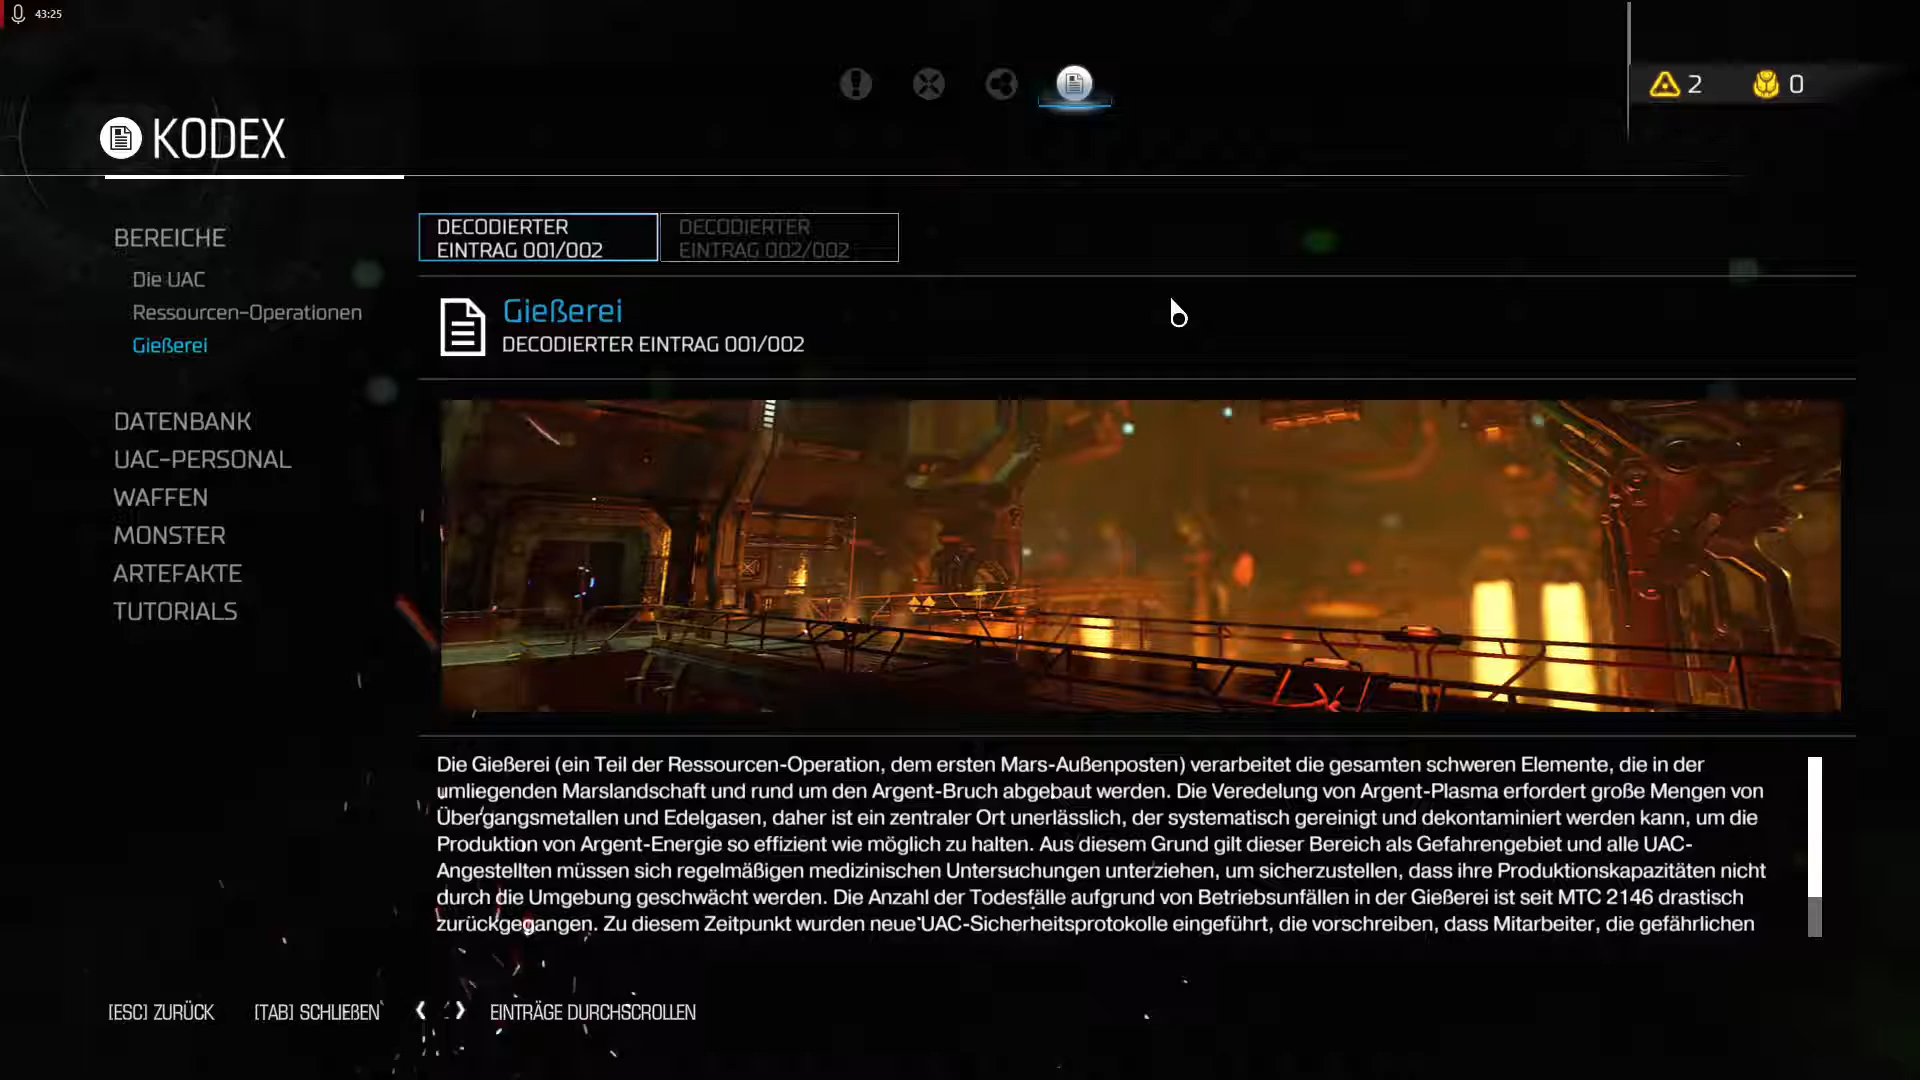 43:25
2
0
KODEX
BEREICHE
Die UAC
Ressourcen-Operationen
Gießerei
DATENBANK
UAC-PERSONAL
WAFFEN
MONSTER
ARTEFAKTE
TUTORIALS
DECODIERTER
EINTRAG 001/002
DECODIERTER
EINTRAG 002/002
Gießerei
DECODIERTER EINTRAG 001/002
Die Gießerei (ein Teil der Ressourcen-Operation, dem ersten Mars-Außenposten) verarbeitet die gesamten schweren Elemente, die in der
umliegenden Marslandschaft und rund um den Argent-Bruch abgebaut werden. Die Veredelung von Argent-Plasma erfordert große Mengen von
Übergangsmetallen und Edelgasen, daher ist ein zentraler Ort unerlässlich, der systematisch gereinigt und dekontaminiert werden kann, um die
Produktion von Argent-Energie so effizient wie möglich zu halten. Aus diesem Grund gilt dieser Bereich als Gefahrengebiet und alle UAC-
Angestellten müssen sich regelmäßigen medizinischen Untersuchungen unterziehen, um sicherzustellen, dass ihre Produktionskapazitäten nicht
durch die Umgebung geschwächt werden. Die Anzahl der Todesfälle aufgrund von Betriebsunfällen in der Gießerei ist seit MTC 2146 drastisch
zurückgegangen. Zu diesem Zeitpunkt wurden neue UAC-Sicherheitsprotokolle eingeführt, die vorschreiben, dass Mitarbeiter, die gefährlichen
[ESC] ZURÜCK
[TAB] SCHLIEßEN
EINTRÄGE DURCHSCROLLEN